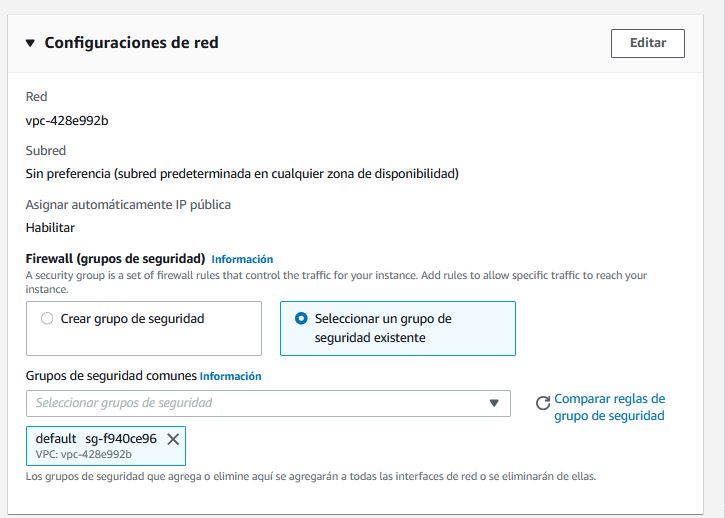 Configuraciones de red
Editar
Red
vpc-428e992b
Subred
Sin preferencia (subred predeterminada en cualquier zona de disponibilidad)
Asignar automáticamente IP pública
Habilitar
Firewall (grupos de seguridad) Información
A security group is a set of firewall rules that control the traffic for your instance. Add rules to allow specific traffic to reach your
instance.
Crear grupo de seguridad
Seleccionar un grupo de
seguridad existente
Grupos de seguridad comunes Información
Seleccionar grupos de seguridad
Comparar reglas de
grupo de seguridad
default sg-f940ce96
VPC: vpc-428e992b
Los grupos de seguridad que agrega o elimine aquí se agregarán a todas las interfaces de red o se eliminarán de ellas.